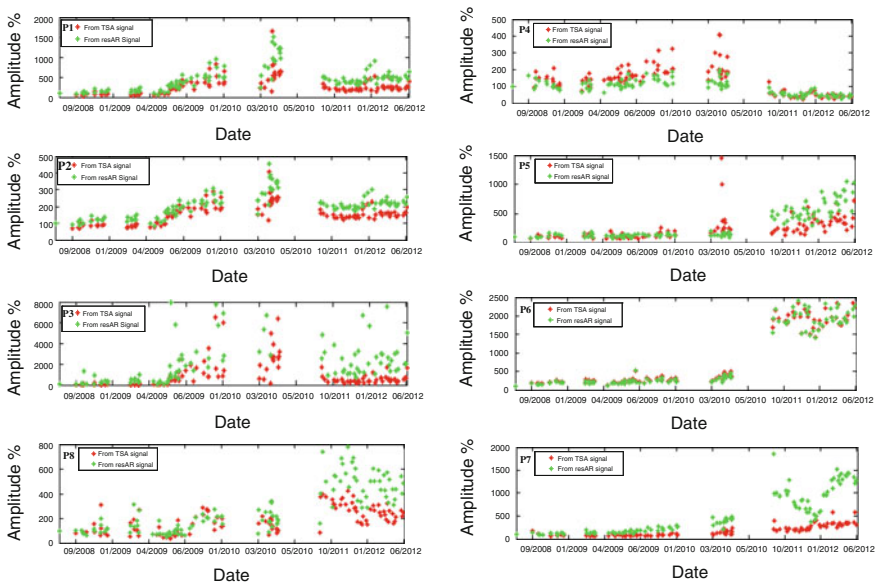 P1
From TSA signal
From resAR Signal
Amplitude %
2000
1500
1000
500
0
09/2008 01/2009 04/2009 06/2009 01/2010 03/2010 05/2010 10/2011 01/2012 06/2012
Date
P2
From TSA signal
From resAR Signal
Amplitude %
500
400
300
200
100
0
09/2008 01/2009 04/2009 06/2009 01/2010 03/2010 05/2010 10/2011 01/2012 06/2012
Date
P3
From TSA signal
From resAR Signal
Amplitude %
8000
6000
4000
2000
0
09/2008 01/2009 04/2009 06/2009 01/2010 03/2010 05/2010 10/2011 01/2012 06/2012
Date
P8
From TSA signal
From resAR signal
Amplitude %
800
600
400
200
0
09/2008 01/2009 04/2009 06/2009 01/2010 03/2010 05/2010 10/2011 01/2012 06/2012
Date
P4
From TSA signal
From resAR signal
Amplitude %
500
400
300
200
100
0
09/2008 01/2009 04/2009 06/2009 01/2010 03/2010 05/2010 10/2011 01/2012 06/2012
Date
P5
From TSA signal
From resAR signal
Amplitude %
1500
1000
500
0
09/2008 01/2009 04/2009 06/2009 01/2010 03/2010 05/2010 10/2011 01/2012 06/2012
Date
P6
From TSA signal
From resAR signal
Amplitude %
2500
2000
1500
1000
500
0
09/2008 01/2009 04/2009 06/2009 01/2010 03/2010 05/2010 10/2011 01/2012 06/2012
Date
P7
From TSA signal
From resAR signal
Amplitude %
2000
1500
1000
500
0
09/2008 01/2009 04/2009 06/2009 01/2010 03/2010 05/2010 10/2011 01/2012 06/2012
Date